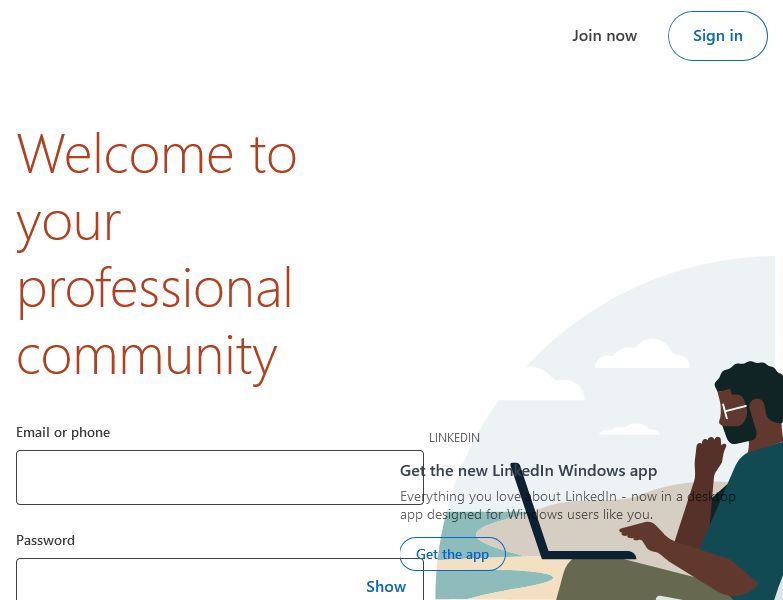 Join now
Sign in
Welcome to
your
professional
community
Email or phone
LINKEDIN
Get the new LinkedIn Windows app
Everything you love about LinkedIn - now in a desktop
app designed for Windows users like you.
Get the app
Password
Show